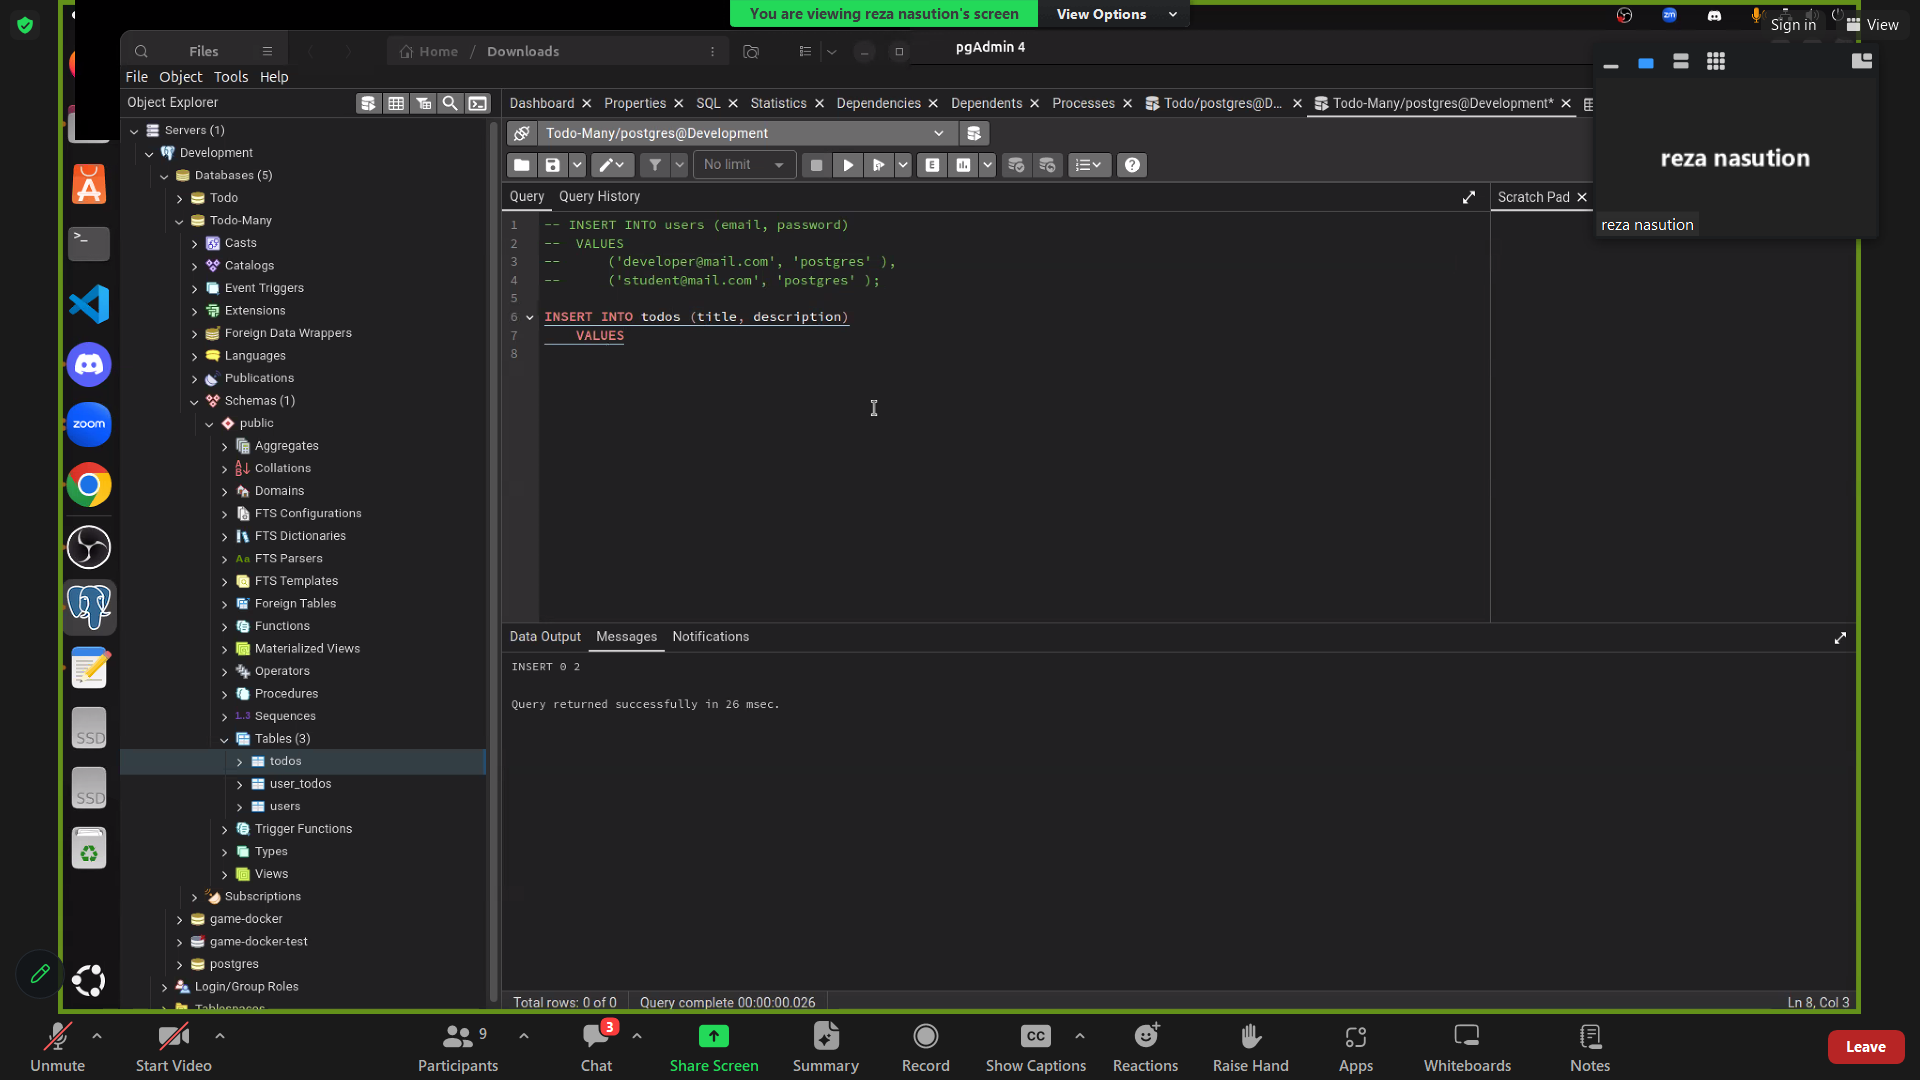 You are viewing reza nasution's screen
View Options
Sign in
View
Files
Home / Downloads
pgAdmin 4
File Object Tools Help
Object Explorer
Dashboard
Properties
SQL
Statistics
Dependencies
Dependents
Processes
Todo/postgres@D...
Todo-Many/postgres@Development*
Todo-Many/postgres@Development
No limit
Query
Query History
Scratch Pad
reza nasution
reza nasution
Servers (1)
Development
Databases (5)
Todo
Todo-Many
Casts
Catalogs
Event Triggers
Extensions
Foreign Data Wrappers
Languages
Publications
Schemas (1)
public
Aggregates
Collations
Domains
FTS Configurations
FTS Dictionaries
FTS Parsers
FTS Templates
Foreign Tables
Functions
Materialized Views
Operators
Procedures
Sequences
Tables (3)
todos
user_todos
users
Trigger Functions
Types
Views
Subscriptions
game-docker
game-docker-test
postgres
Login/Group Roles
Tablespaces
1 -- INSERT INTO users (email, password)
2 -- VALUES
3 -- ('developer@mail.com', 'postgres' ),
4 -- ('student@mail.com', 'postgres' );
5
6 INSERT INTO todos (title, description)
7 VALUES
8
Data Output
Messages
Notifications
INSERT 0 2
Query returned successfully in 26 msec.
Total rows: 0 of 0
Query complete 00:00:00.026
Ln 8, Col 3
zoom
SSD
SSD
Unmute
Start Video
9
Participants
3
Chat
Share Screen
Summary
Record
CC
Show Captions
Reactions
Raise Hand
Apps
Whiteboards
Notes
Leave